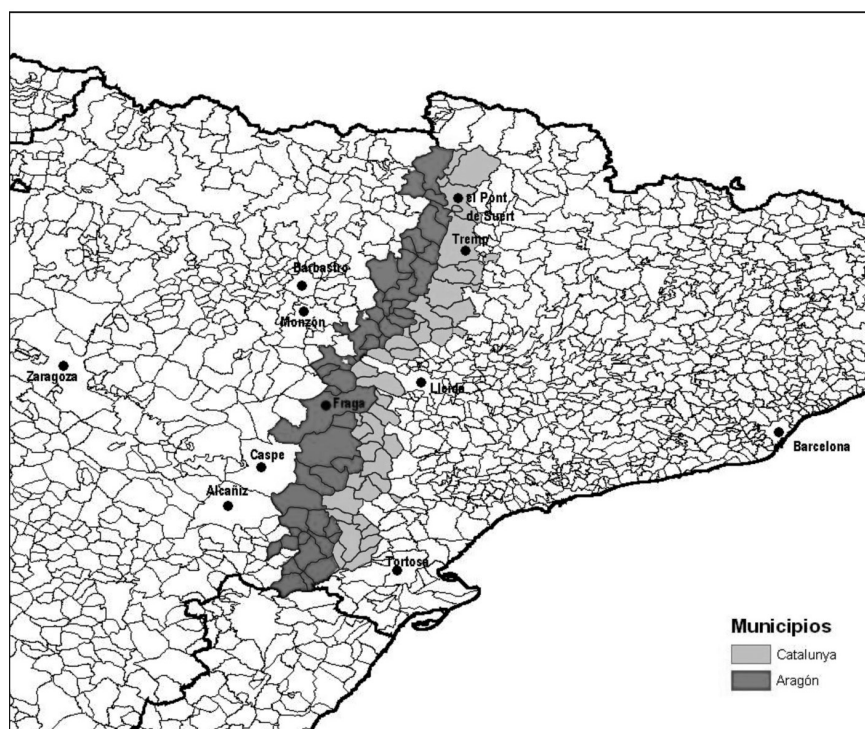 el Pont
de Suert
Tremp
Barbastro
Monzón
Zaragoza
Lleida
Fraga
Barcelona
Caspe
Alcañiz
Tortosa
Municipios
Catalunya
Aragón